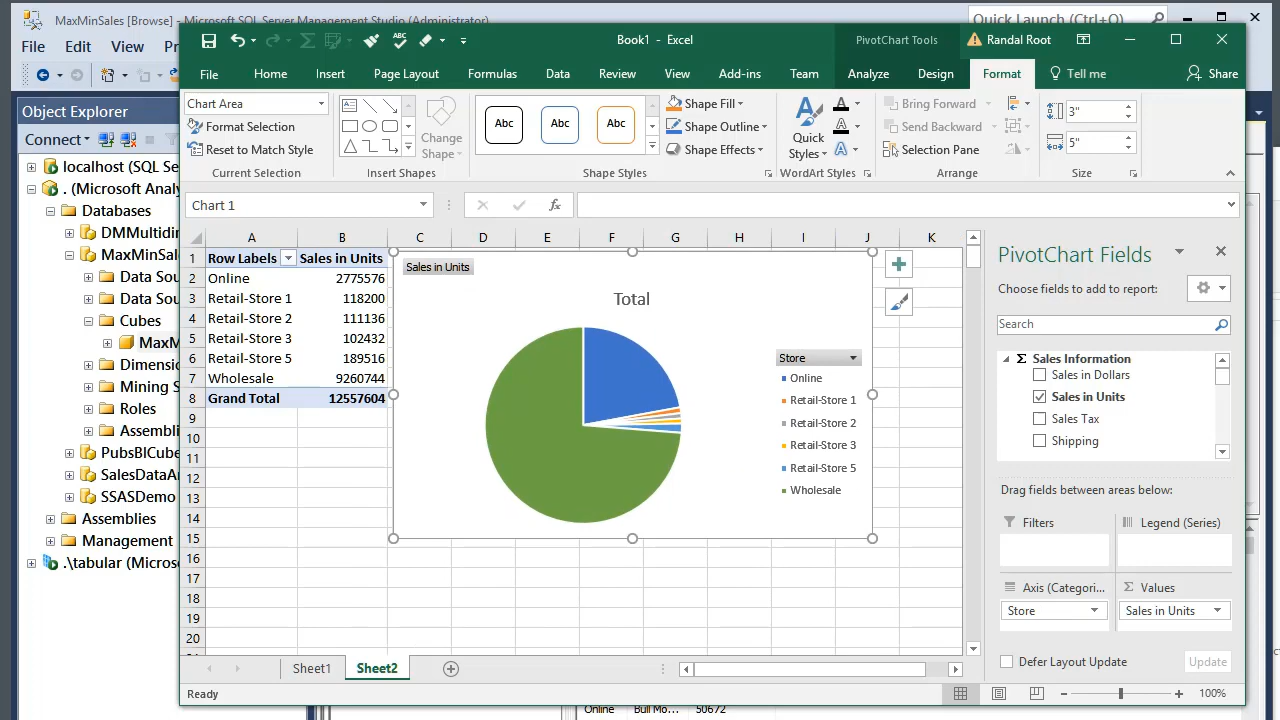 MaxMinSales [Browse] - Microsoft SQL Server Management Studio (Administrator)
Quick Launch (Ctrl+Q)
File Edit View
Book1 - Excel
PivotChart Tools
Randal Root
File Home Insert Page Layout Formulas Data Review View Add-ins Team Analyze Design Format Tell me Share
Chart Area
Format Selection
Reset to Match Style
Current Selection
Change
Shape
Insert Shapes
Abc Abc Abc
Shape Fill
Shape Outline
Shape Effects
Shape Styles
Quick
Styles
WordArt Styles
Bring Forward
Send Backward
Selection Pane
Arrange
3"
5"
Size
Object Explorer
Connect
localhost (SQL Se
. (Microsoft Analy
Databases
DMMultidin
MaxMinSal
Data Sou
Data Sou
Cubes
MaxM
Dimensio
Mining S
Roles
Assembli
PubsBICube
SalesDataAn
SSASDemo
Assemblies
Management
.\tabular (Microso
Chart 1
fx
A B C D E F G H I J K
1 Row Labels Sales in Units
2 Online 2775576
3 Retail-Store 1 118200
4 Retail-Store 2 111136
5 Retail-Store 3 102432
6 Retail-Store 5 189516
7 Wholesale 9260744
8 Grand Total 12557604
9
10
11
12
13
14
15
16
17
18
19
20
Sales in Units
Total
Store
Online
Retail-Store 1
Retail-Store 2
Retail-Store 3
Retail-Store 5
Wholesale
PivotChart Fields
Choose fields to add to report:
Search
Σ Sales Information
Sales in Dollars
Sales in Units
Sales Tax
Shipping
Drag fields between areas below:
Filters
Legend (Series)
Axis (Categori...
Σ Values
Store
Sales in Units
Defer Layout Update
Update
Sheet1 Sheet2
Ready
100%
Online Bull Mo... 50672